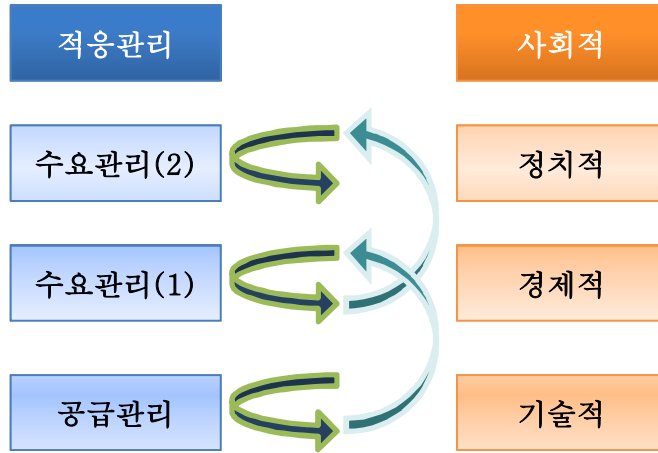 적응관리
사회적
수요관리(2)
정치적
수요관리(1)
경제적
공급관리
기술적